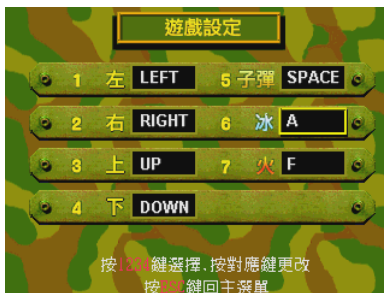 遊戲設定
1 左 LEFT 5 子彈 SPACE
2 右 RIGHT 6 冰 A
3 上 UP 7 火 F
4 下 DOWN
按 鍵選擇.按對應鍵更改
按 鍵回主選單